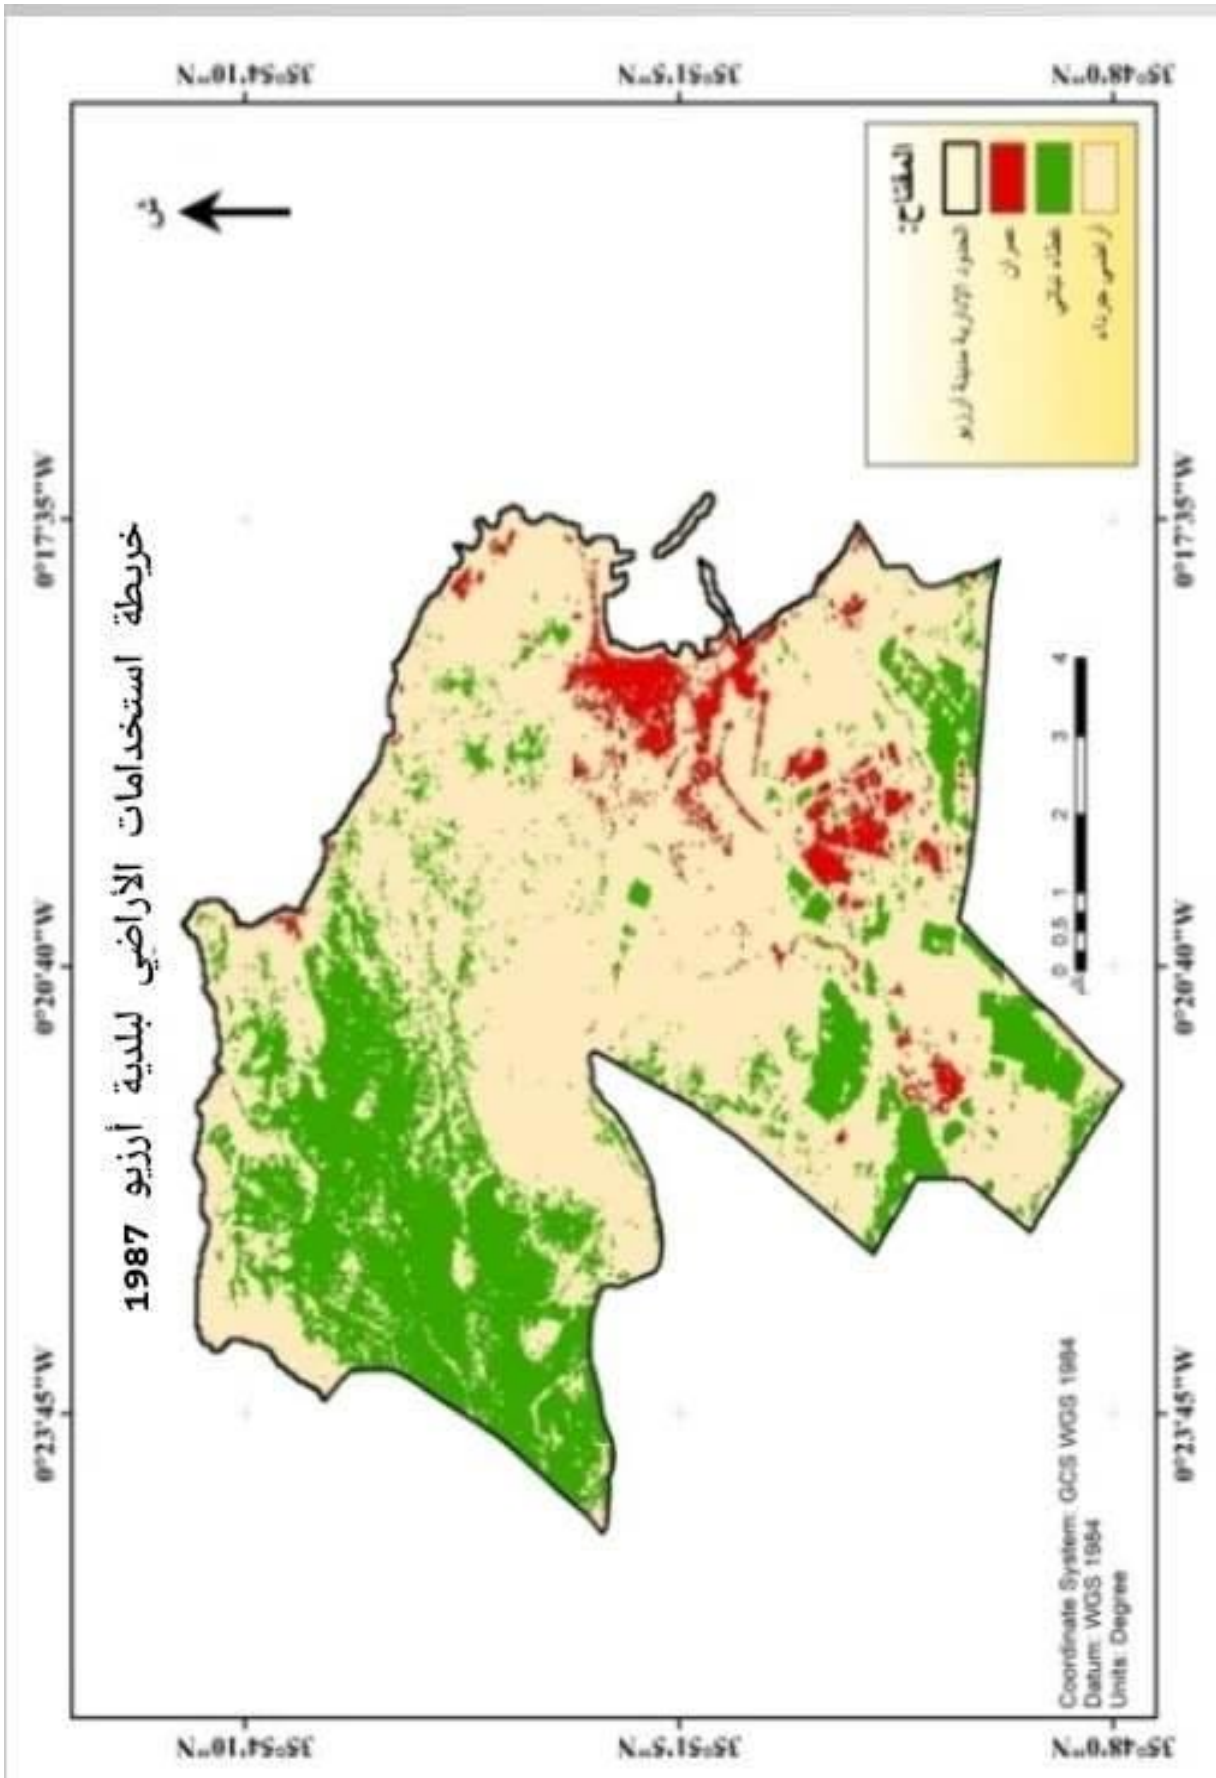 خريطة استخدامات الأراضي لبلدية أرزيو 1987
0°23'45"W
0°20'40"W
0°17'35"W
35°54'10"N
35°54'10"N
35°51'5"N
35°51'5"N
35°48'0"N
35°48'0"N
ش
المفتاح:
الحدود الإدارية مدينة أرزيو
عمران
غطاء نباتي
أراضي جرداء
0 0.5 1 2 3 4
Coordinate System: GCS WGS 1984
Datum: WGS 1984
Units: Degree
0°23'45"W
0°20'40"W
0°17'35"W